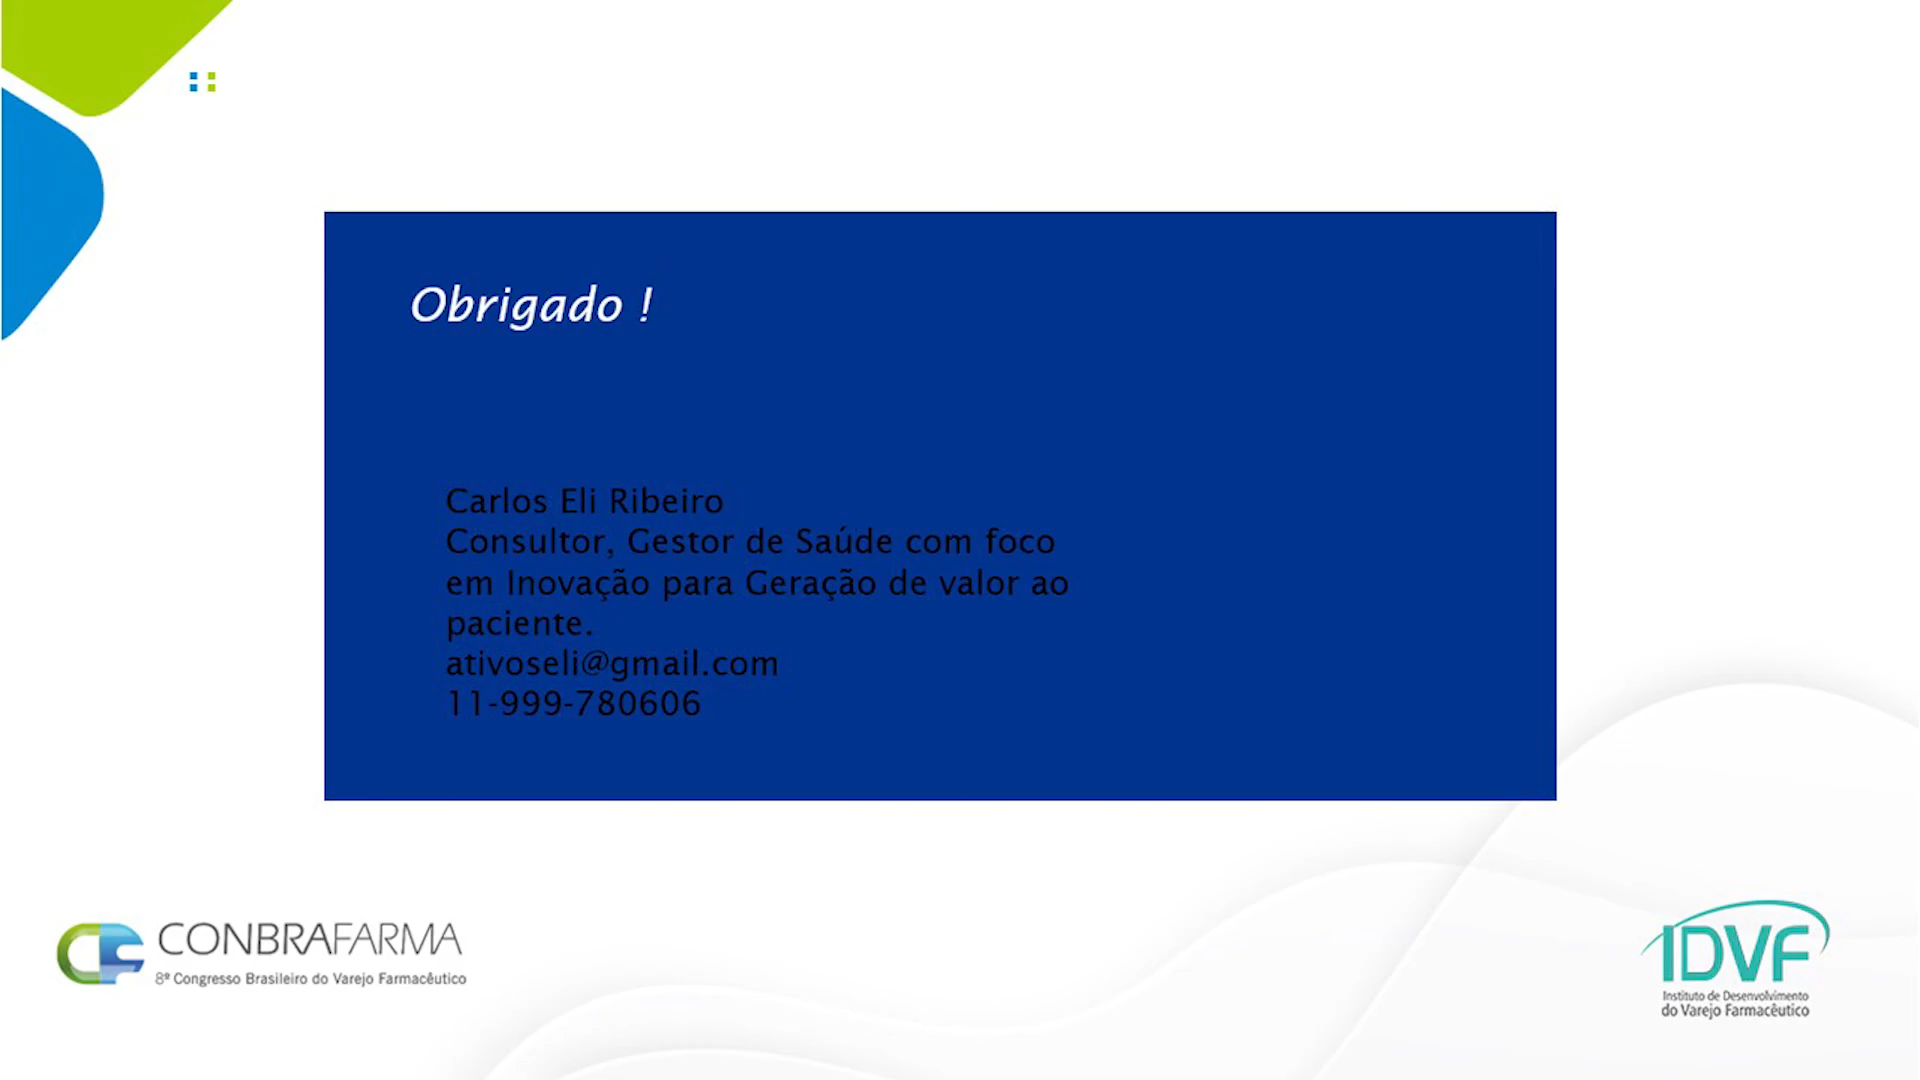 Obrigado !
Carlos Eli Ribeiro
Consultor, Gestor de Saúde com foco
em Inovação para Geração de valor ao
paciente.
ativoseli@gmail.com
11-999-780606
CONBRAFARMA
8º Congresso Brasileiro do Varejo Farmacêutico
IDVF
Instituto de Desenvolvimento
do Varejo Farmacêutico